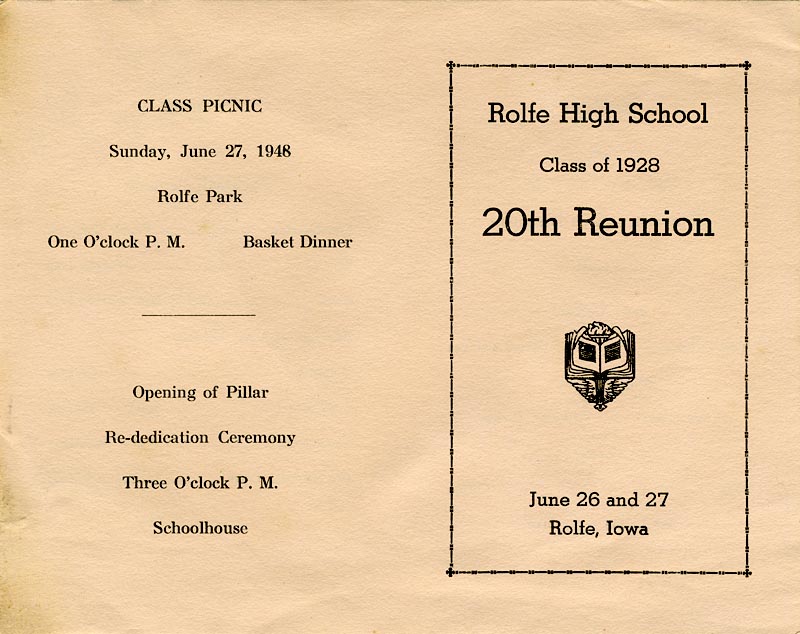 CLASS PICNIC
Sunday, June 27, 1948
Rolfe Park
One O'clock P. M. Basket Dinner
Opening of Pillar
Re-dedication Ceremony
Three O'clock P. M.
Schoolhouse
Rolfe High School
Class of 1928
20th Reunion
June 26 and 27
Rolfe, Iowa